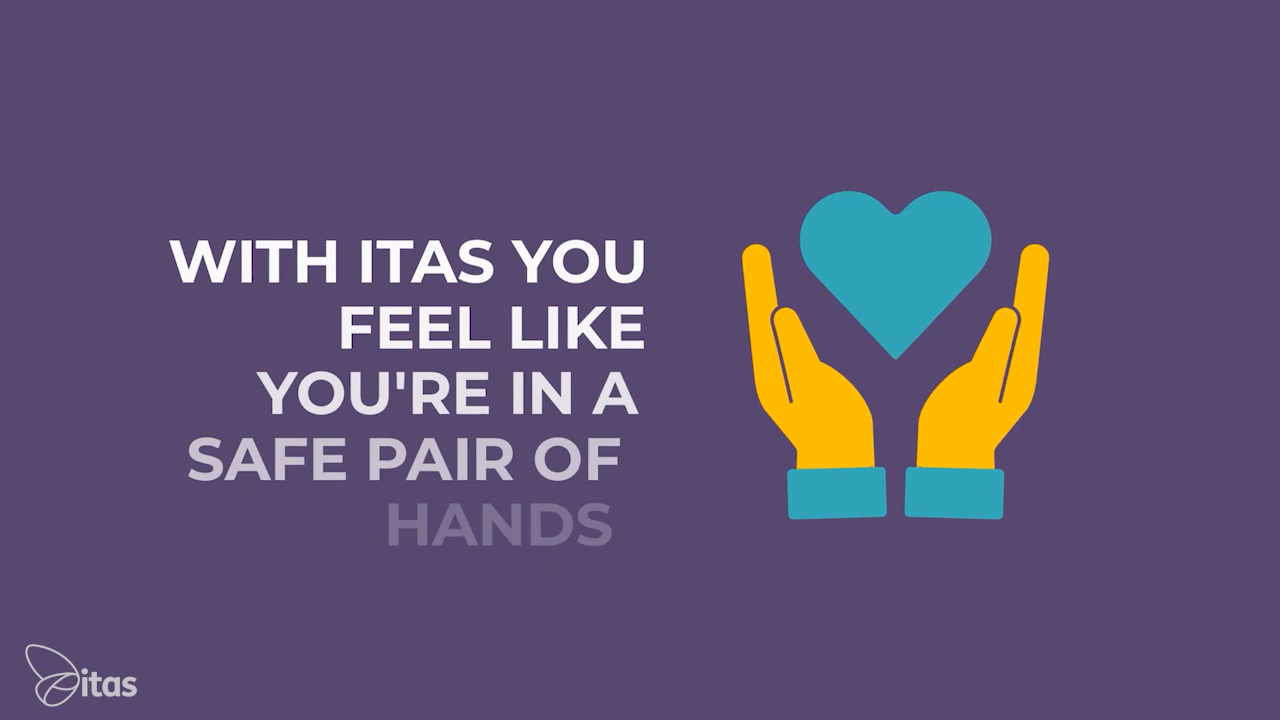 WITH ITAS YOU
FEEL LIKE
YOU'RE IN A
SAFE PAIR OF
HANDS
itas